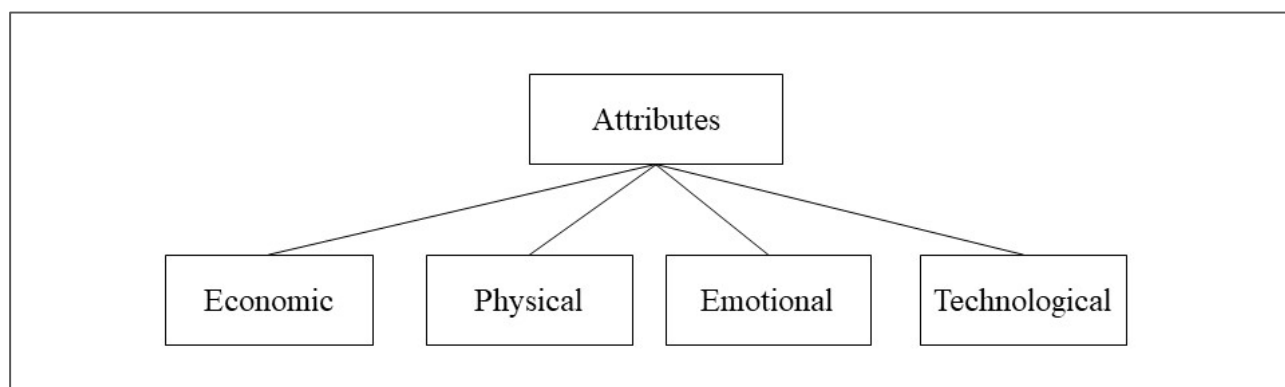 Attributes
Economic
Physical
Emotional
Technological